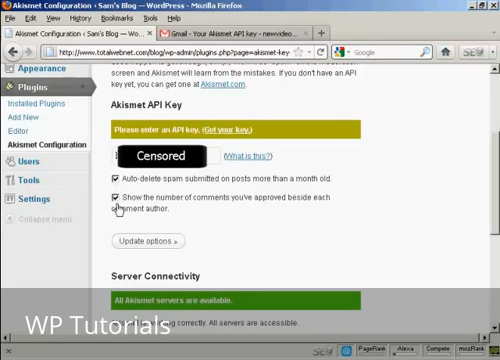 Akismet Configuration ‹ Sam's Blog — WordPress - Mozilla Firefox
File Edit View History Bookmarks Tools Help
Akismet Configuration ‹ Sam's Blog — Wo...
Gmail - Your Akismet API key - newvideo...
http://www.totalwebnet.com/blog/wp-admin/plugins.php?page=akismet-key-
Google
Appearance
Plugins
Installed Plugins
Add New
Editor
Akismet Configuration
Users
Tools
Settings
Collapse menu
screen and Akismet will learn from the mistakes. If you don't have an
API key yet, you can get one at Akismet.com.
Akismet API Key
Please enter an API key. (Get your key.)
Censored
(What is this?)
Auto-delete spam submitted on posts more than a month old.
Show the number of comments you've approved beside each
comment author.
Update options »
Server Connectivity
All Akismet servers are available.
working correctly. All servers are accessible.
WP Tutorials
PageRank Alexa Compete mozRank